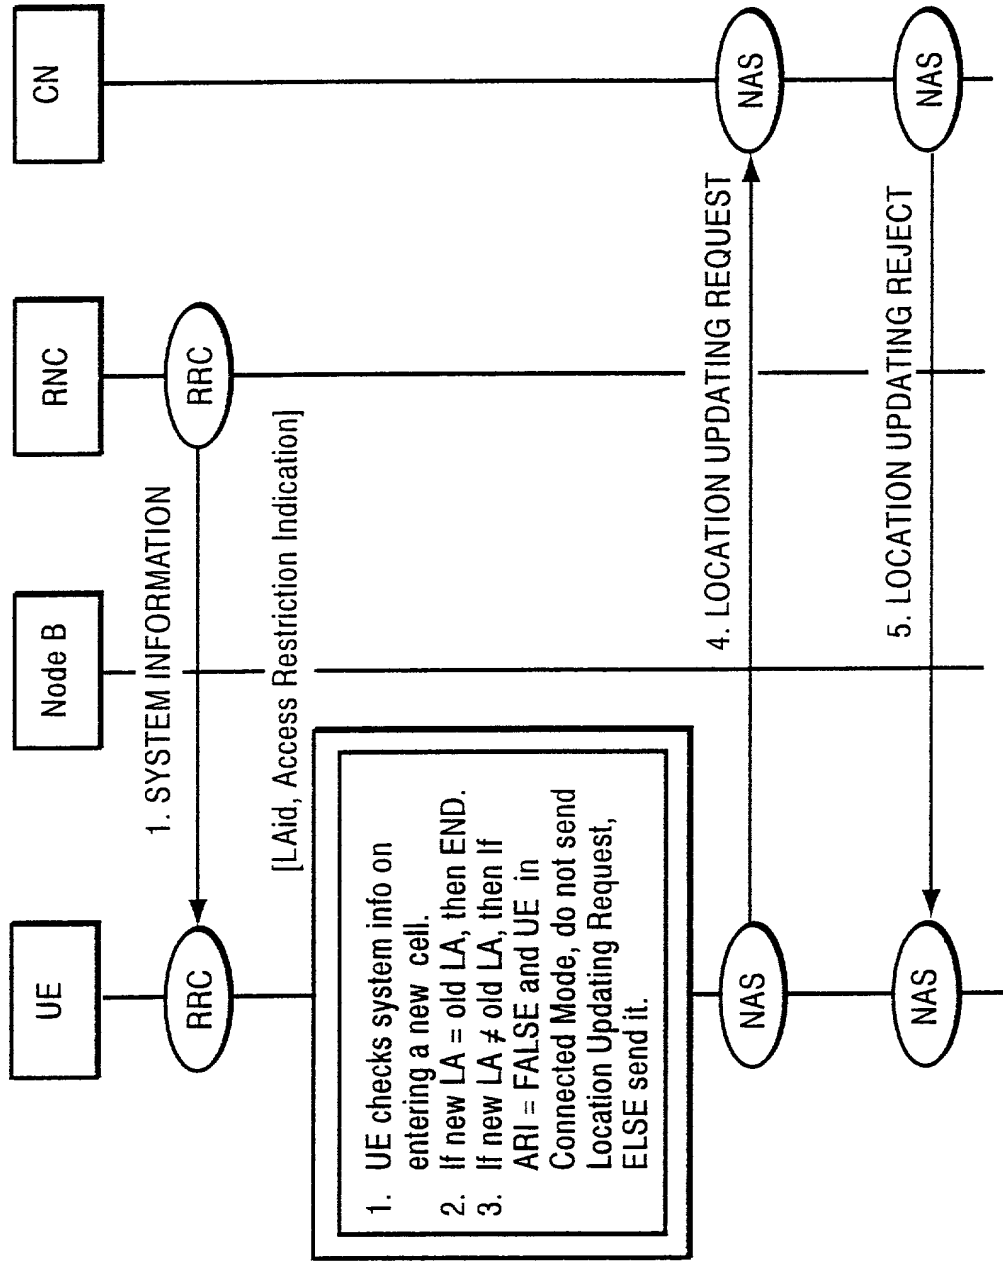 UE
Node B
RNC
CN
1. SYSTEM INFORMATION
RRC
RRC
[LAid, Access Restriction Indication]
1. UE checks system info on
entering a new cell.
2. If new LA = old LA, then END.
3. If new LA ≠ old LA, then If
ARI = FALSE and UE in
Connected Mode, do not send
Location Updating Request,
ELSE send it.
4. LOCATION UPDATING REQUEST
NAS
NAS
5. LOCATION UPDATING REJECT
NAS
NAS